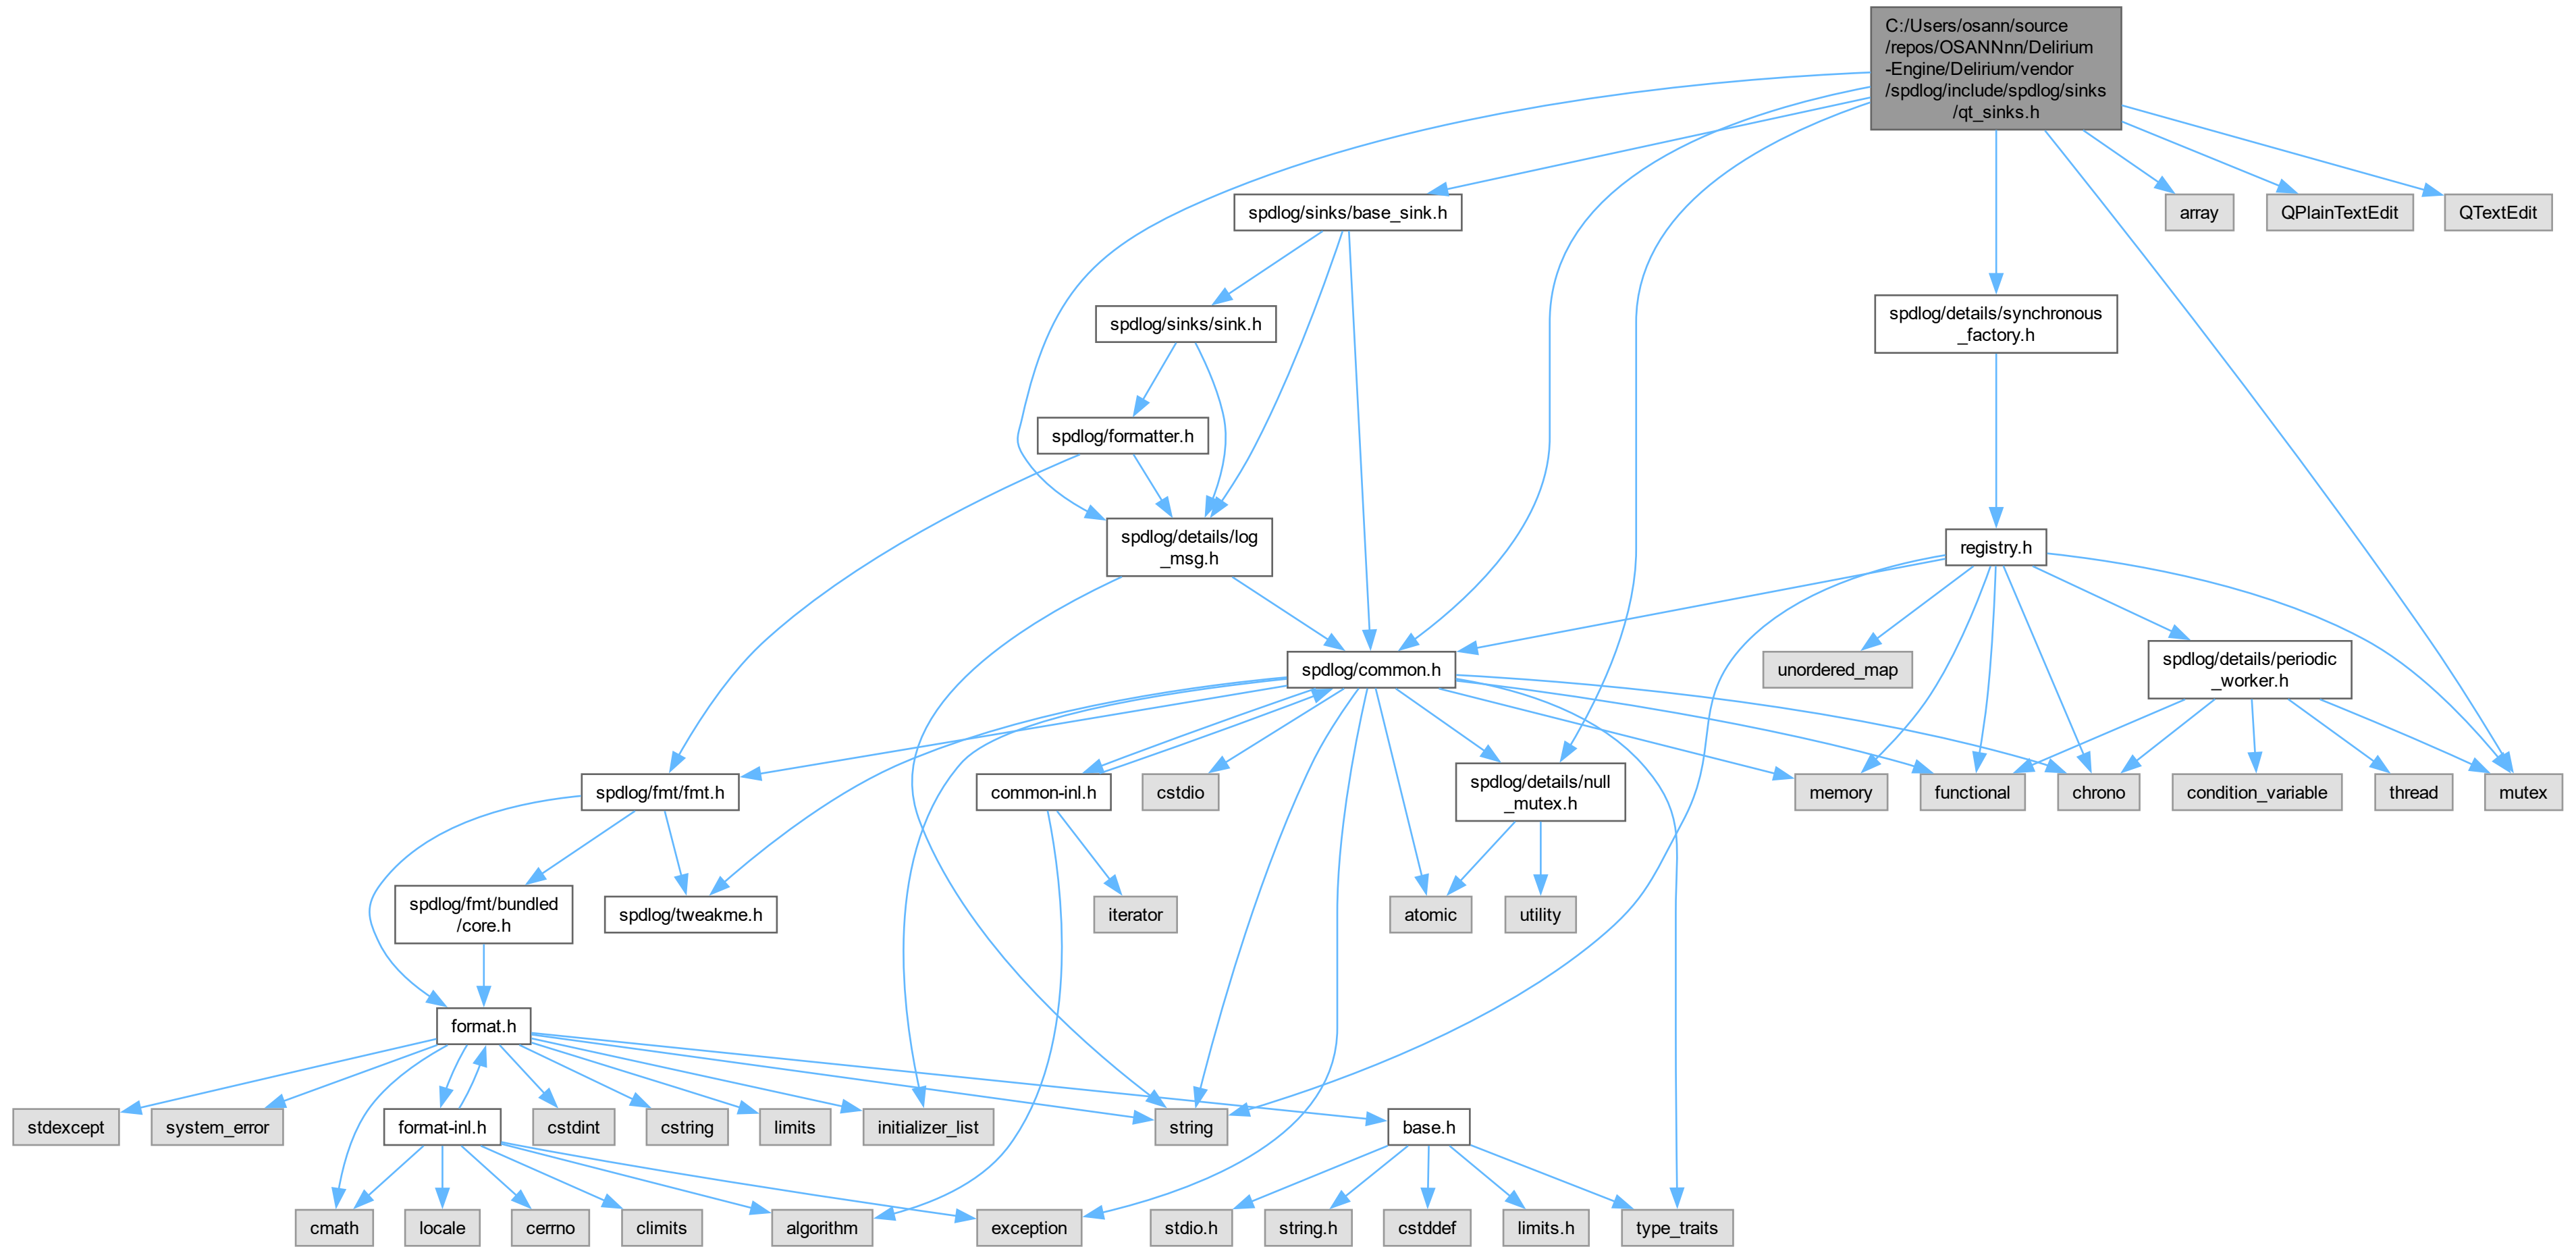 C:/Users/osann/source
/repos/OSANNnn/Delirium
-Engine/Delirium/vendor
/spdlog/include/spdlog/sinks
/qt_sinks.h
spdlog/sinks/base_sink.h
array
QPlainTextEdit
QTextEdit
spdlog/sinks/sink.h
spdlog/details/synchronous
_factory.h
spdlog/formatter.h
spdlog/details/log
_msg.h
registry.h
spdlog/common.h
unordered_map
spdlog/details/periodic
_worker.h
spdlog/fmt/fmt.h
common-inl.h
cstdio
spdlog/details/null
_mutex.h
memory
functional
chrono
condition_variable
thread
mutex
spdlog/fmt/bundled
/core.h
spdlog/tweakme.h
iterator
atomic
utility
format.h
stdexcept
system_error
format-inl.h
cstdint
cstring
limits
initializer_list
string
base.h
cmath
locale
cerrno
climits
algorithm
exception
stdio.h
string.h
cstddef
limits.h
type_traits